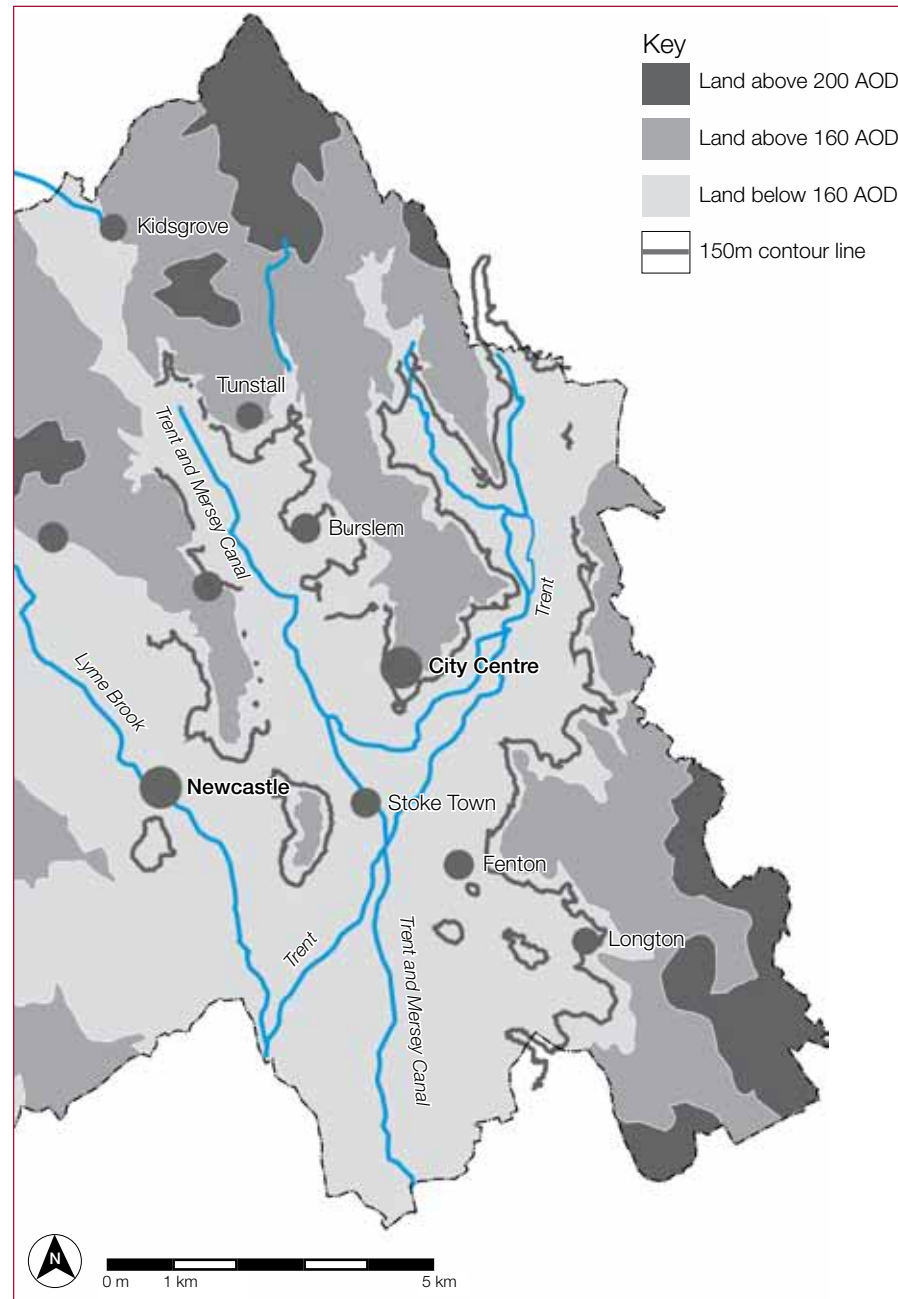 Key
Land above 200 AOD
Land above 160 AOD
Land below 160 AOD
150m contour line
Kidsgrove
Tunstall
Trent and Mersey Canal
Burslem
Trent
City Centre
Lyme Brook
Newcastle
Stoke Town
Fenton
Longton
Trent
Trent and Mersey Canal
N
0 m
1 km
5 km